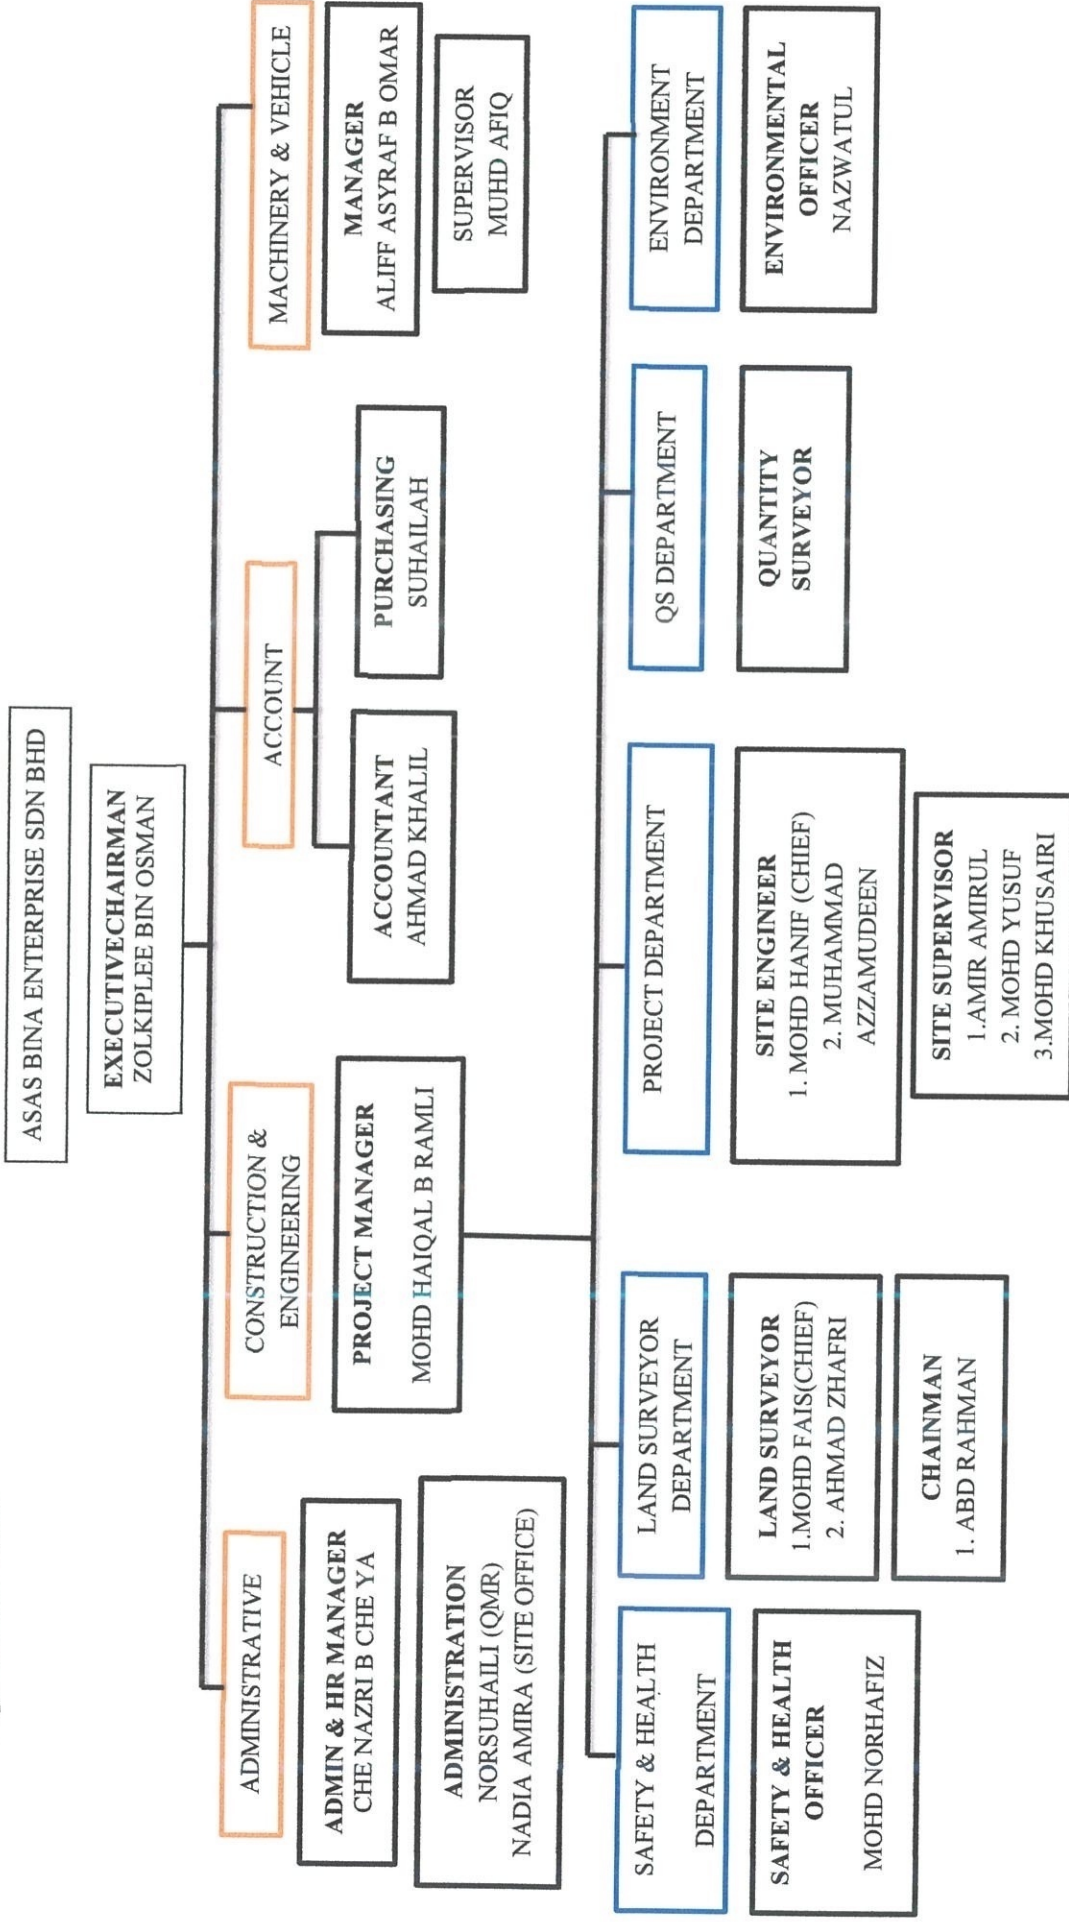 ASAS BINA ENTERPRISE SDN BHD
EXECUTIVECHAIRMAN
ZOLKIPLEE BIN OSMAN
ADMINISTRATIVE
ADMIN & HR MANAGER
CHE NAZRI B CHE YA
ADMINISTRATION
NORSUHAILI (QMR)
NADIA AMIRA (SITE OFFICE)
CONSTRUCTION &
ENGINEERING
PROJECT MANAGER
MOHD HAIQAL B RAMLI
ACCOUNT
ACCOUNTANT
AHMAD KHALIL
PURCHASING
SUHAILAH
MACHINERY & VEHICLE
MANAGER
ALIFF ASYRAF B OMAR
SUPERVISOR
MUHD AFIQ
SAFETY & HEALTH
DEPARTMENT
SAFETY & HEALTH
OFFICER
MOHD NORHAFIZ
LAND SURVEYOR
DEPARTMENT
LAND SURVEYOR
1.MOHD FAIS(CHIEF)
2. AHMAD ZHAFRI
CHAINMAN
1. ABD RAHMAN
PROJECT DEPARTMENT
SITE ENGINEER
1. MOHD HANIF (CHIEF)
2. MUHAMMAD
AZZAMUDEEN
SITE SUPERVISOR
1.AMIR AMIRUL
2. MOHD YUSUF
3.MOHD KHUSAIRI
QS DEPARTMENT
QUANTITY
SURVEYOR
ENVIRONMENT
DEPARTMENT
ENVIRONMENTAL
OFFICER
NAZWATUL